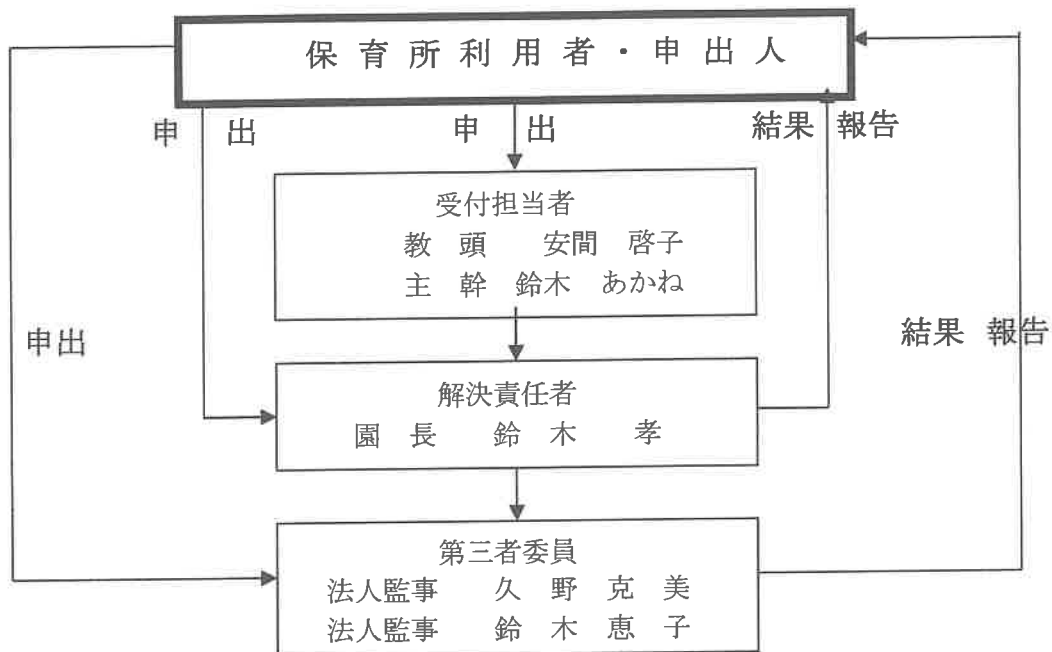 保育所利用者・申出人
申出 申出 結果報告
受付担当者
教頭 安間 啓子
主幹 鈴木 あかね
申出 結果 報告
解決責任者
園長 鈴木 孝
第三者委員
法人監事 久野克美
法人監事 鈴木恵子